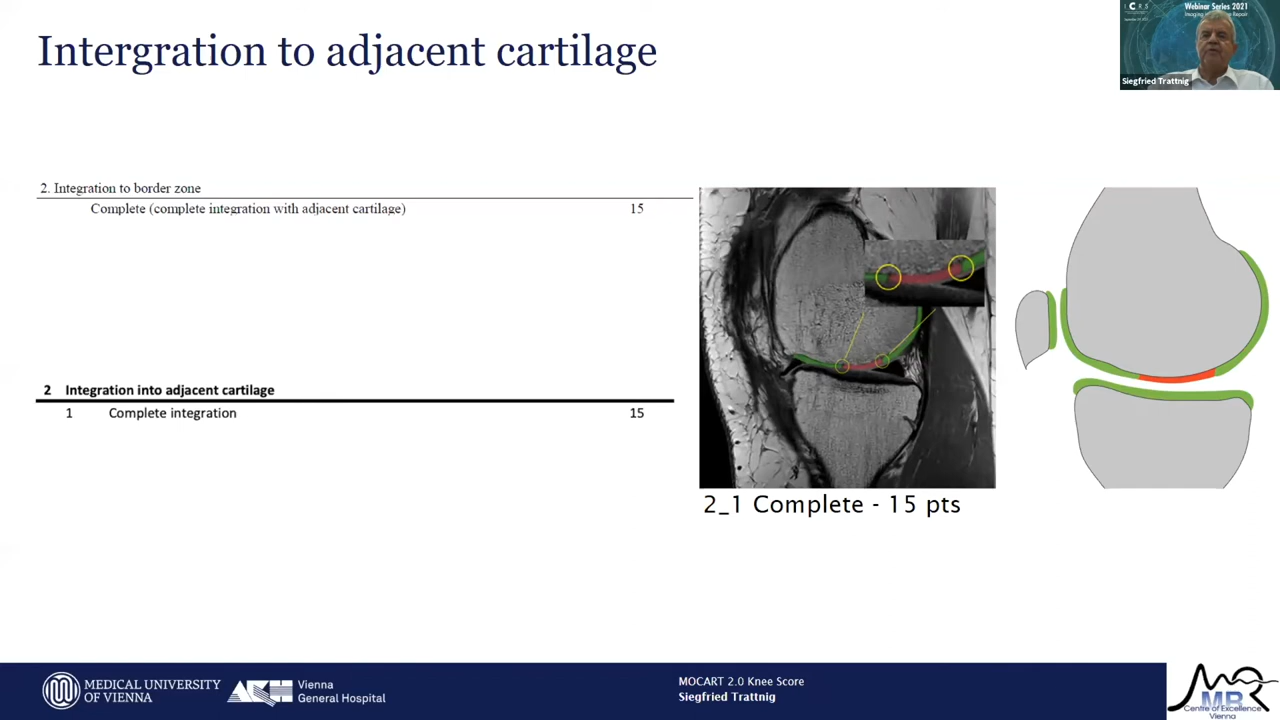 Intergration to adjacent cartilage
I C R S
Webinar Series 2021
Siegfried Trattnig
2. Integration to border zone
Complete (complete integration with adjacent cartilage) 15
2 Integration into adjacent cartilage
1 Complete integration 15
2_1 Complete - 15 pts
MEDICAL UNIVERSITY
OF VIENNA
Vienna
General Hospital
MOCART 2.0 Knee Score
Siegfried Trattnig
MR
Centre of Excellence
Vienna